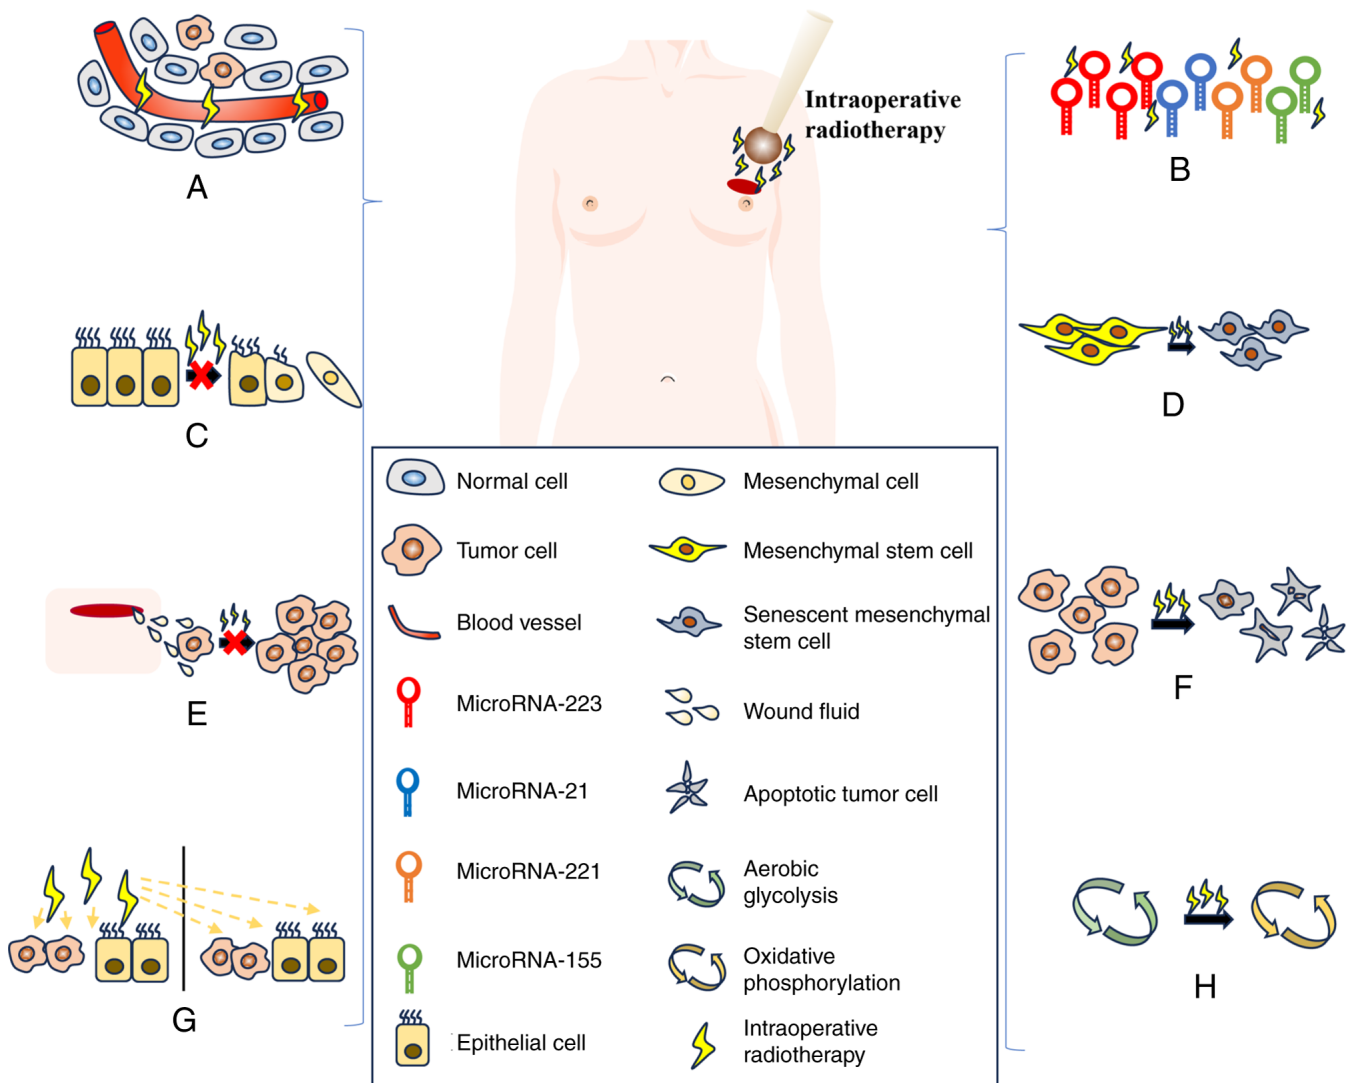 Intraoperative
radiotherapy
A
B
C
D
E
F
G
H
Normal cell
Tumor cell
Blood vessel
MicroRNA-223
MicroRNA-21
MicroRNA-221
MicroRNA-155
Epithelial cell
Mesenchymal cell
Mesenchymal stem cell
Senescent mesenchymal
stem cell
Wound fluid
Apoptotic tumor cell
Aerobic
glycolysis
Oxidative
phosphorylation
Intraoperative
radiotherapy